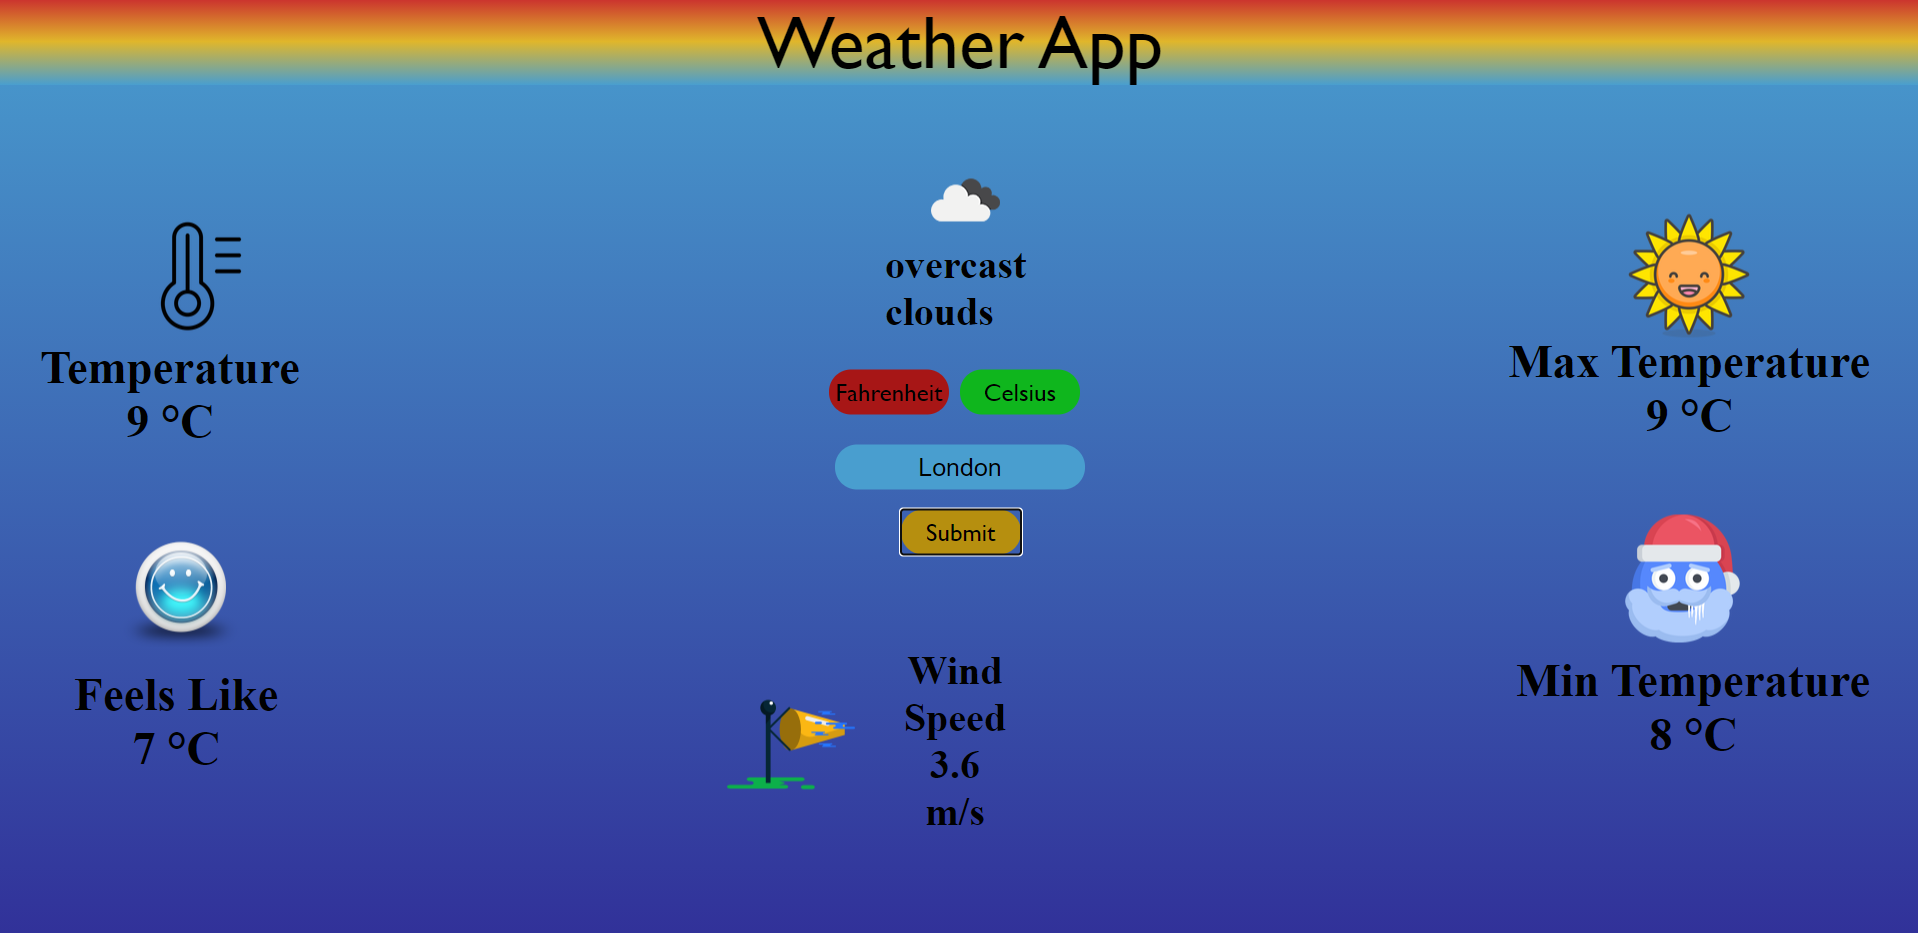 Weather App
overcast
clouds
Temperature
9 °C
Max Temperature
9 °C
Fahrenheit
Celsius
London
Submit
Feels Like
7 °C
Wind
Speed
3.6
m/s
Min Temperature
8 °C